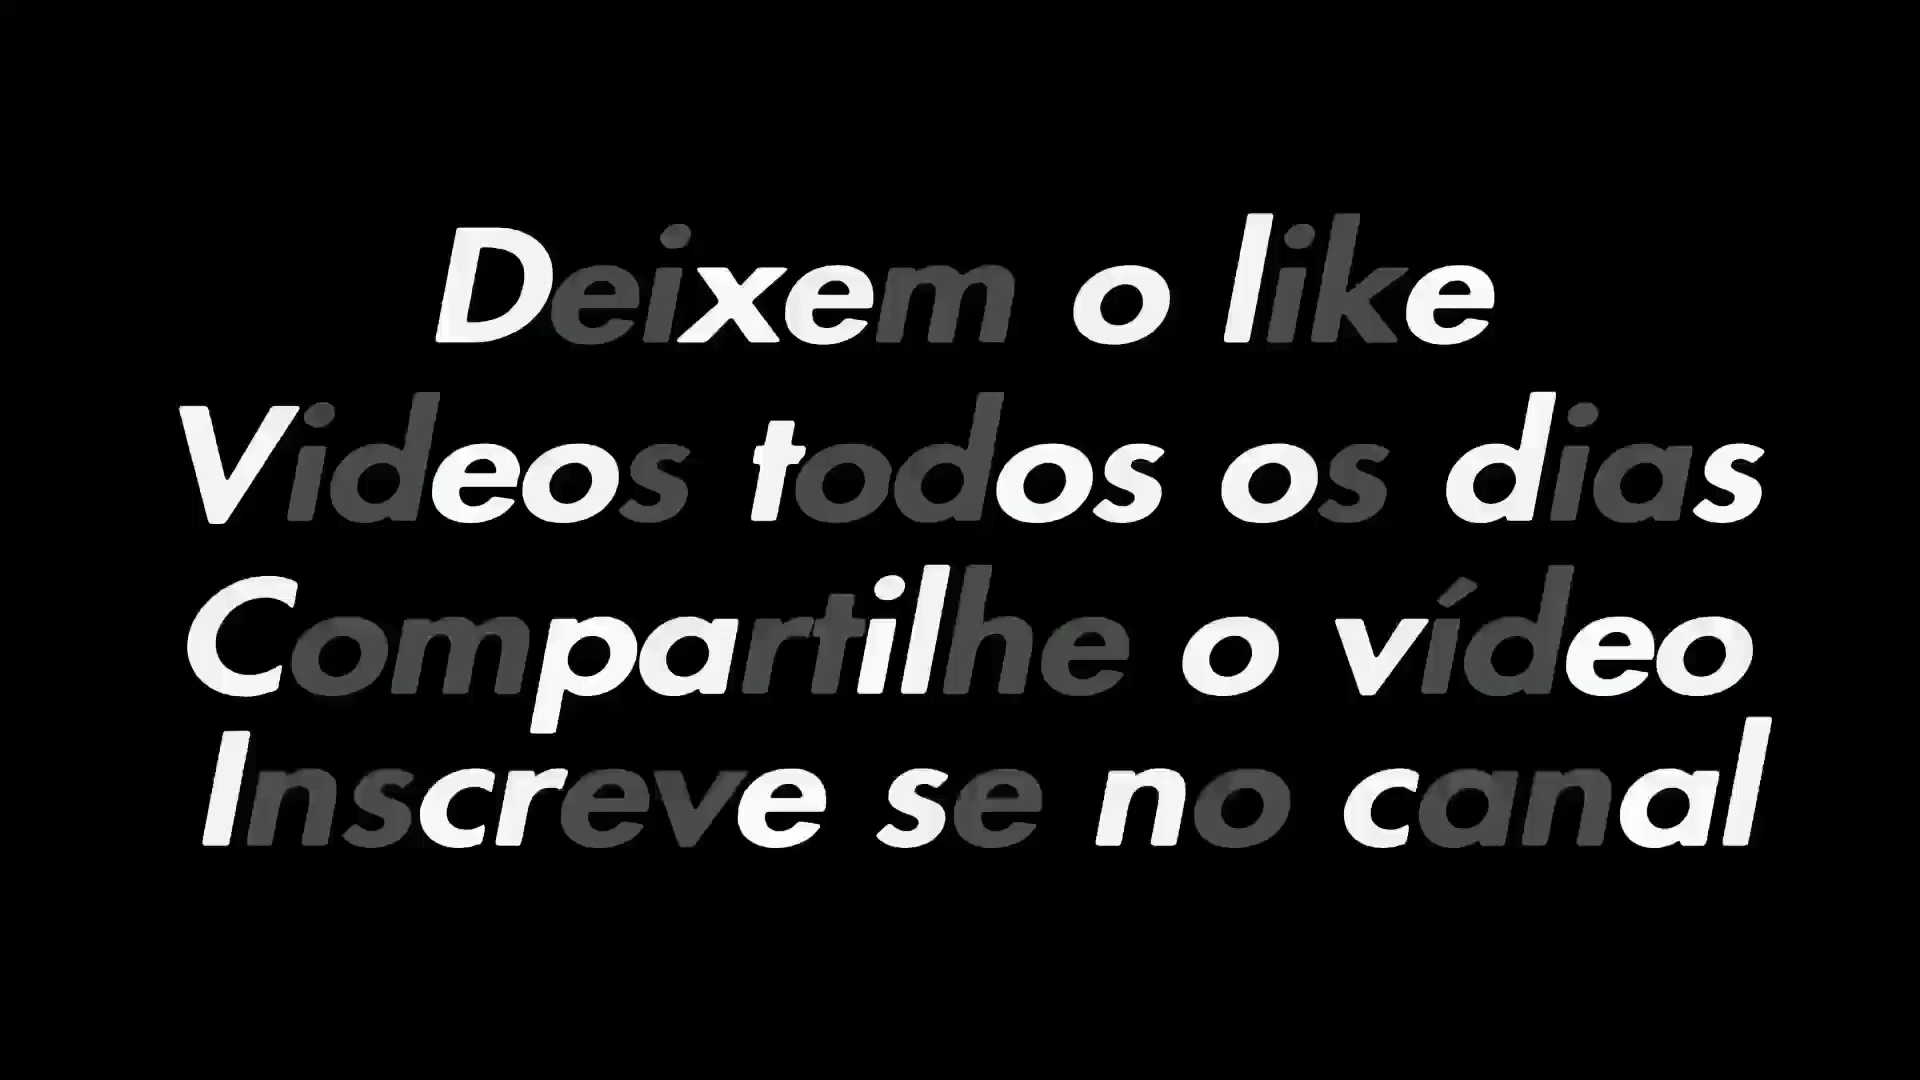 Deixem o like
Videos todos os dias
Compartilhe o vídeo
Inscreve se no canal